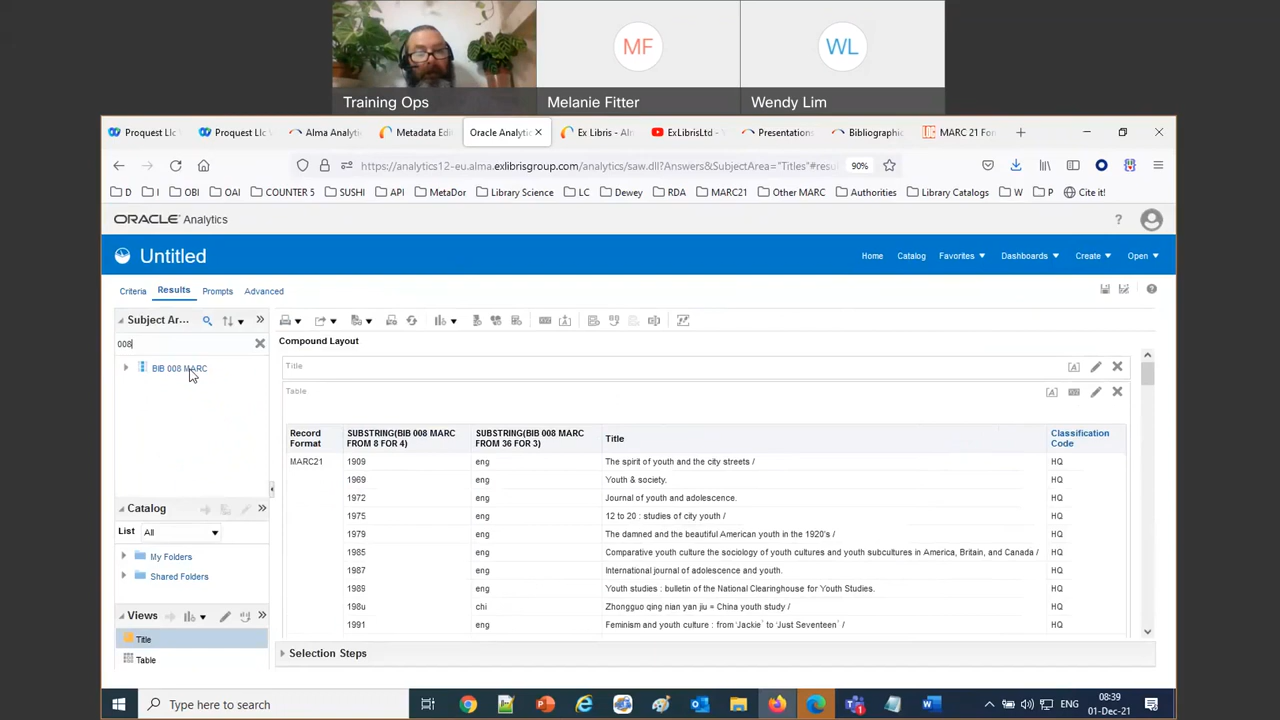 MF
WL
Training Ops
Melanie Fitter
Wendy Lim
Proquest Llc
Proquest Llc
Alma Analyti
Metadata Edi
Oracle Analytic
Ex Libris - Aln
ExLibrisLtd -
Presentations
Bibliographic
MARC 21 For
https://analytics12-eu.alma.exlibrisgroup.com/analytics/saw.dll?Answers&SubjectArea="Titles"#resul
90%
D
I
OBI
OAI
COUNTER 5
SUSHI
API
MetaDor
Library Science
LC
Dewey
RDA
MARC21
Other MARC
Authorities
Library Catalogs
W
P
Cite it!
ORACLE Analytics
Untitled
Home
Catalog
Favorites
Dashboards
Create
Open
Criteria
Results
Prompts
Advanced
Subject Ar...
008
BIB 008 MARC
Catalog
List
All
My Folders
Shared Folders
Views
Title
Table
Compound Layout
Title
Table
Record Format
SUBSTRING(BIB 008 MARC FROM 8 FOR 4)
SUBSTRING(BIB 008 MARC FROM 36 FOR 3)
Title
Classification Code
MARC21 1909 eng The spirit of youth and the city streets / HQ
1969 eng Youth & society. HQ
1972 eng Journal of youth and adolescence. HQ
1975 eng 12 to 20 : studies of city youth / HQ
1979 eng The damned and the beautiful American youth in the 1920's / HQ
1985 eng Comparative youth culture the sociology of youth cultures and youth subcultures in America, Britain, and Canada / HQ
1987 eng International journal of adolescence and youth. HQ
1989 eng Youth studies : bulletin of the National Clearinghouse for Youth Studies. HQ
198u chi Zhongguo qing nian yan jiu = China youth study / HQ
1991 eng Feminism and youth culture : from 'Jackie' to 'Just Seventeen' / HQ
Selection Steps
Type here to search
ENG
08:39
01-Dec-21